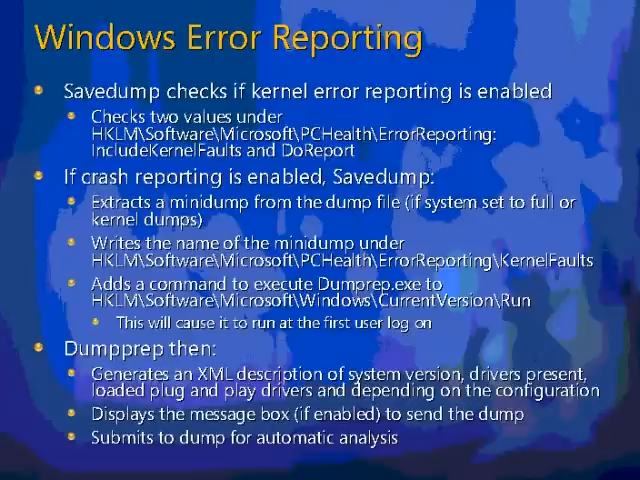 Windows Error Reporting
Savedump checks if kernel error reporting is enabled
Checks two values under
HKLM\Software\Microsoft\PCHealth\ErrorReporting:
IncludeKernelFaults and DoReport
If crash reporting is enabled, Savedump:
Extracts a minidump from the dump file (if system set to full or
kernel dumps)
Writes the name of the minidump under
HKLM\Software\Microsoft\PCHealth\ErrorReporting\KernelFaults
Adds a command to execute Dumprep.exe to
HKLM\Software\Microsoft\Windows\CurrentVersion\Run
This will cause it to run at the first user log on
Dumpprep then:
Generates an XML description of system version, drivers present,
loaded plug and play drivers and depending on the configuration
Displays the message box (if enabled) to send the dump
Submits to dump for automatic analysis